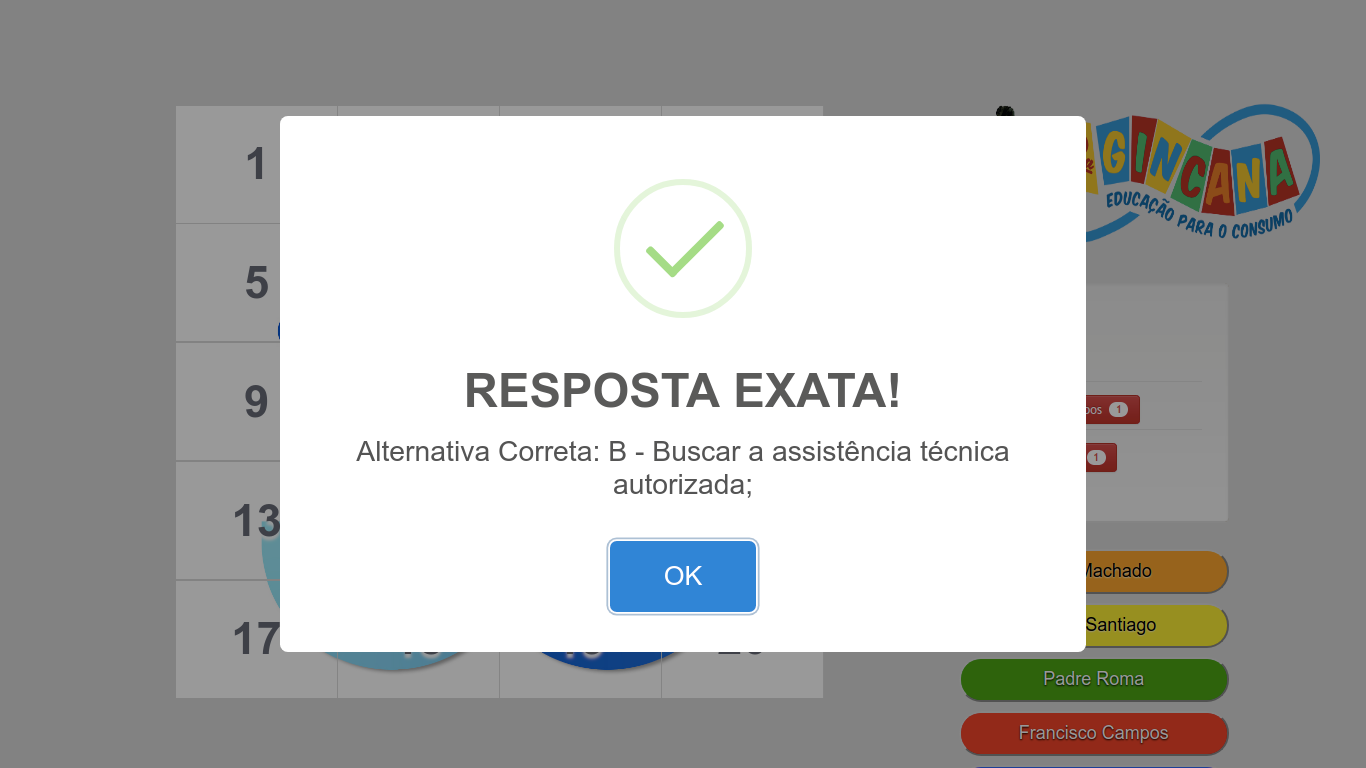 1
GINCANA
EDUCAÇÃO PARA O CONSUMO
5
RESPOSTA EXATA!
9
1
Alternativa Correta: B - Buscar a assistência técnica
autorizada;
1
13
OK
Machado
Santiago
17
Padre Roma
Francisco Campos